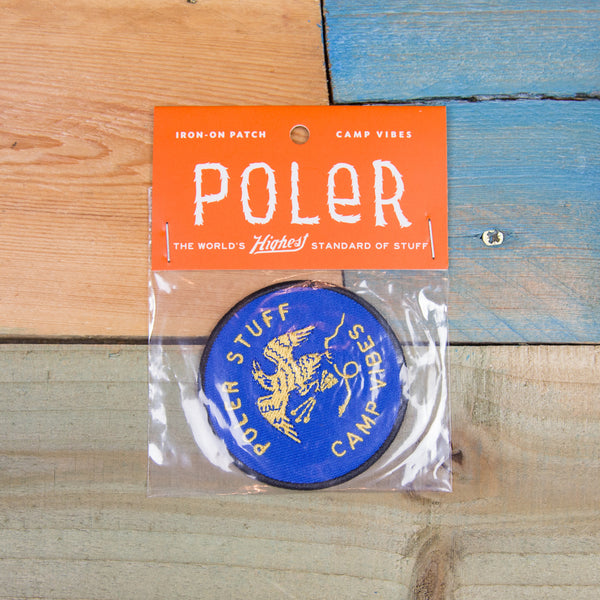 IRON-ON PATCH CAMP VIBES
POLeR
THE WORLD'S Highest STANDARD OF STUFF
POLER STUFF
CAMP VIBES